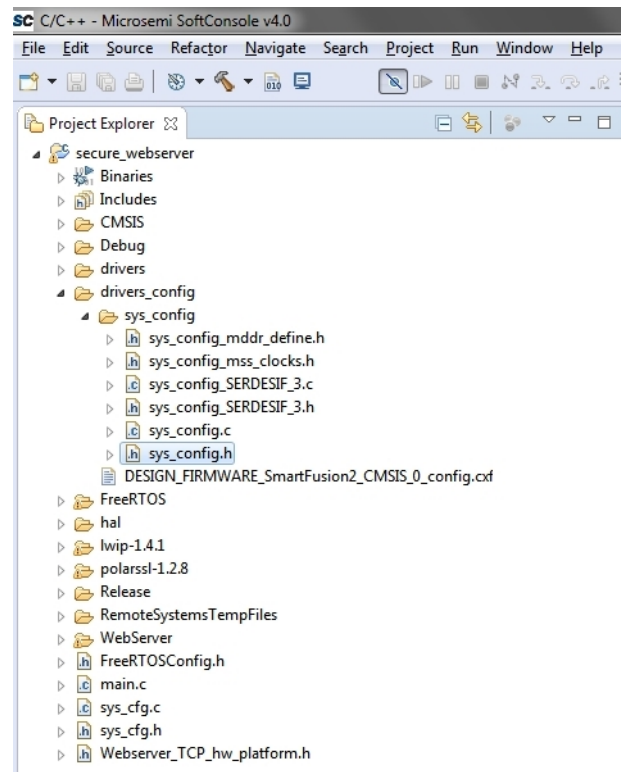 SC C/C++ - Microsemi SoftConsole v4.0
File Edit Source Refactor Navigate Search Project Run Window Help
010
Project Explorer
secure_webserver
Binaries
h Includes
CMSIS
Debug
drivers
drivers_config
sys_config
.h sys_config_mddr_define.h
.h sys_config_mss_clocks.h
.c sys_config_SERDESIF_3.c
.h sys_config_SERDESIF_3.h
.c sys_config.c
.h sys_config.h
DESIGN_FIRMWARE_SmartFusion2_CMSIS_0_config.cxf
FreeRTOS
hal
lwip-1.4.1
polarssl-1.2.8
Release
RemoteSystemsTempFiles
WebServer
.h FreeRTOSConfig.h
.c main.c
.c sys_cfg.c
.h sys_cfg.h
.h Webserver_TCP_hw_platform.h